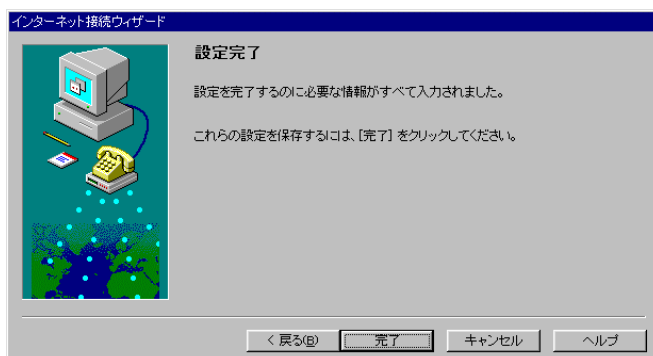 インターネット接続ウィザード
設定完了
設定を完了するのに必要な情報がすべて入力されました。
これらの設定を保存するには、[完了] をクリックしてください。
< 戻る(B)
完了
キャンセル
ヘルプ